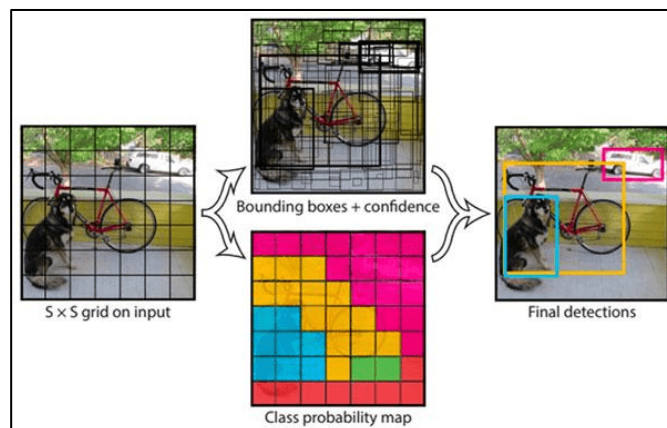 Bounding boxes + confidence
S × S grid on input
Final detections
Class probability map